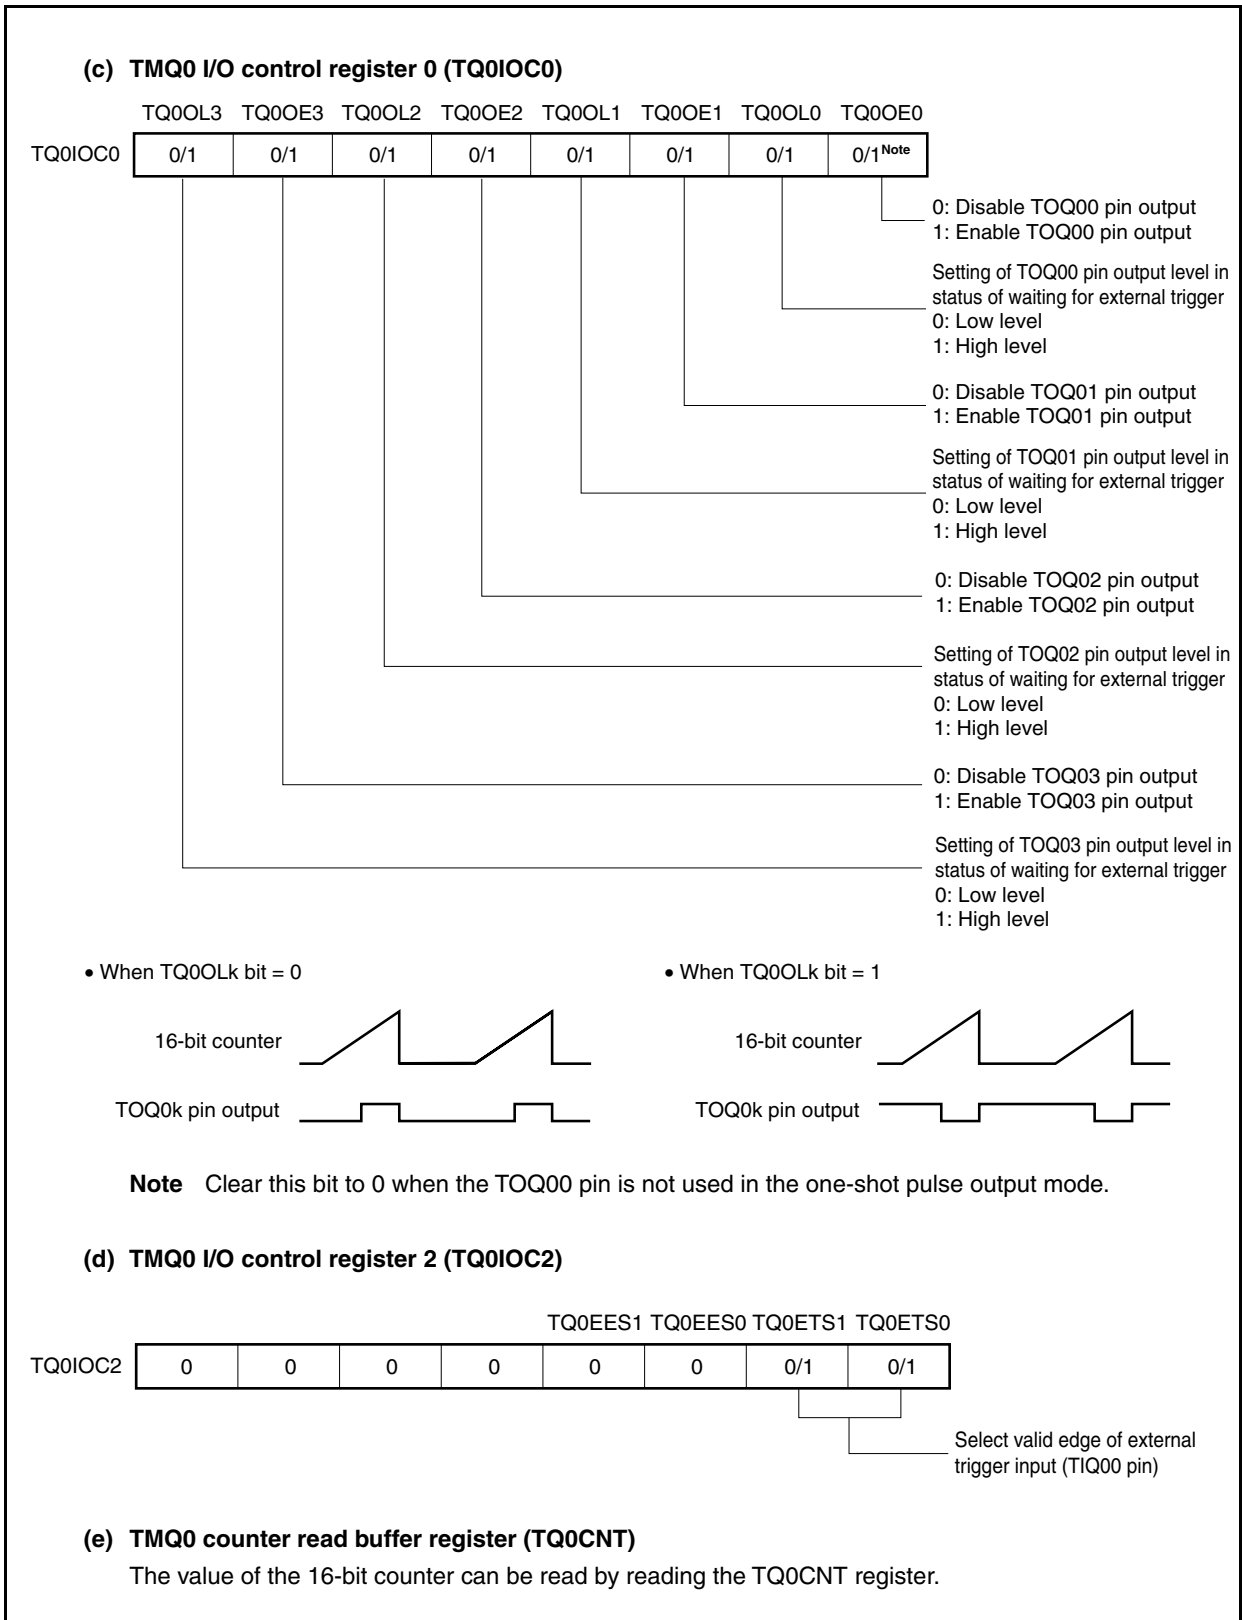 (c) TMQ0 I/O control register 0 (TQ0IOC0)
TQ0OL3 TQ0OE3 TQ0OL2 TQ0OE2 TQ0OL1 TQ0OE1 TQ0OL0 TQ0OE0
TQ0IOC0 0/1 0/1 0/1 0/1 0/1 0/1 0/1 0/1Note
0: Disable TOQ00 pin output
1: Enable TOQ00 pin output
Setting of TOQ00 pin output level in
status of waiting for external trigger
0: Low level
1: High level
0: Disable TOQ01 pin output
1: Enable TOQ01 pin output
Setting of TOQ01 pin output level in
status of waiting for external trigger
0: Low level
1: High level
0: Disable TOQ02 pin output
1: Enable TOQ02 pin output
Setting of TOQ02 pin output level in
status of waiting for external trigger
0: Low level
1: High level
0: Disable TOQ03 pin output
1: Enable TOQ03 pin output
Setting of TOQ03 pin output level in
status of waiting for external trigger
0: Low level
1: High level
• When TQ0OLk bit = 0
16-bit counter
TOQ0k pin output
• When TQ0OLk bit = 1
16-bit counter
TOQ0k pin output
Note Clear this bit to 0 when the TOQ00 pin is not used in the one-shot pulse output mode.
(d) TMQ0 I/O control register 2 (TQ0IOC2)
TQ0EES1 TQ0EES0 TQ0ETS1 TQ0ETS0
TQ0IOC2 0 0 0 0 0 0 0/1 0/1
Select valid edge of external
trigger input (TIQ00 pin)
(e) TMQ0 counter read buffer register (TQ0CNT)
The value of the 16-bit counter can be read by reading the TQ0CNT register.